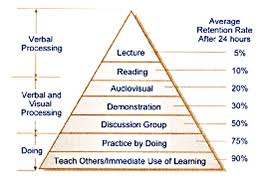 Average
Retention Rate
After 24 hours
Verbal
Processing
Lecture 5%
Reading 10%
Verbal and
Visual
Processing
Audiovisual 20%
Demonstration 30%
Discussion Group 50%
Doing
Practice by Doing 75%
Teach Others/Immediate Use of Learning 90%